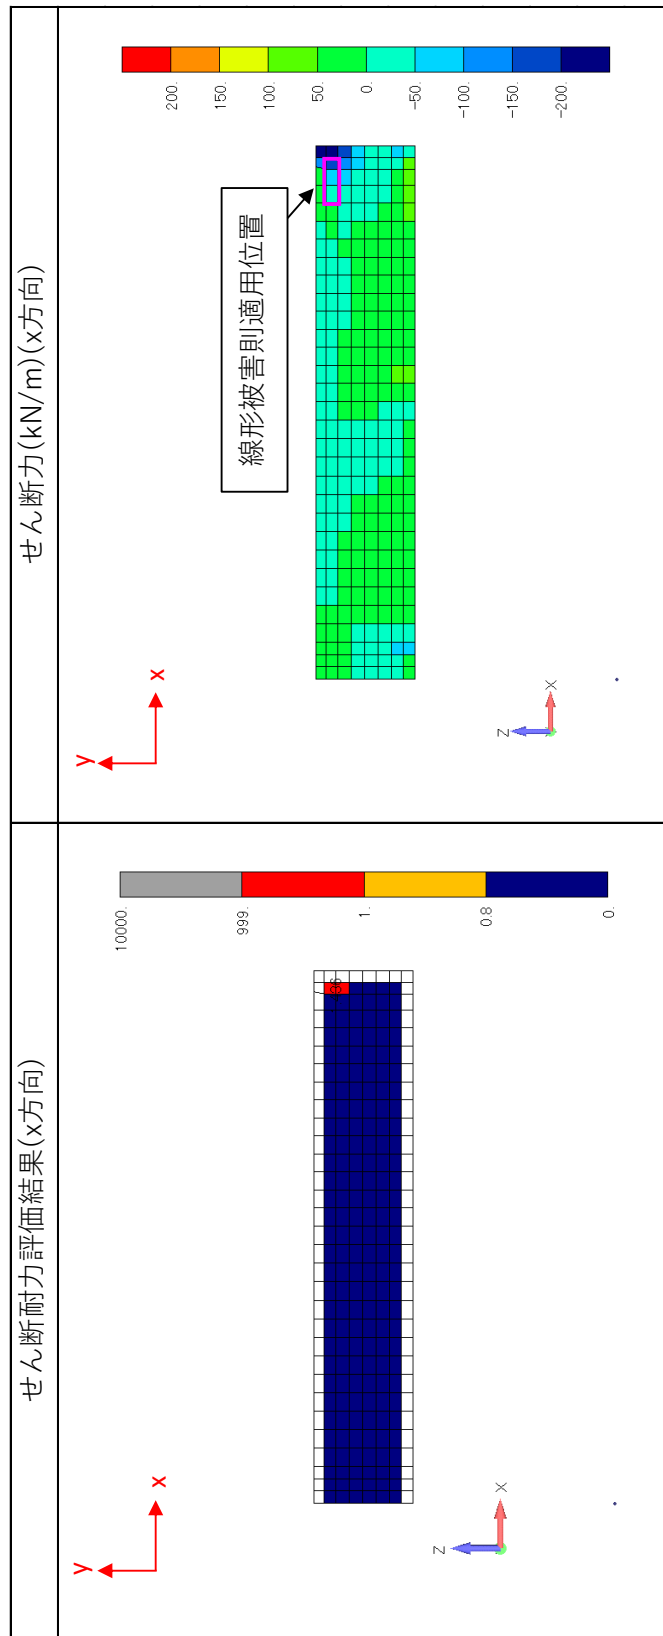 せん断力(kN/m)(x方向)
200.
150.
100.
50.
0.
-50.
-100.
-150.
-200.
線形被害則適用位置
y
x
Z
X
せん断耐力評価結果(x方向)
10000.
999.
1.
0.8
0.
y
x
Z
X